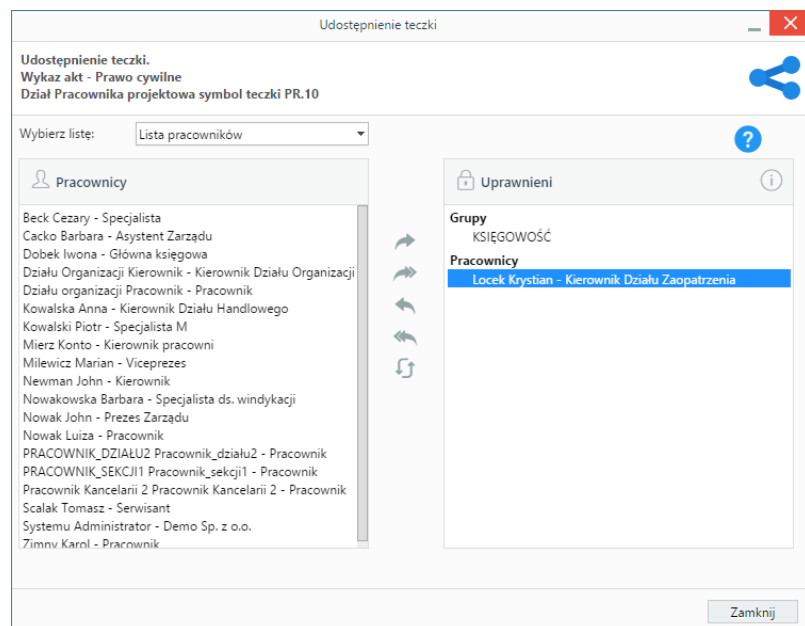 Udostępnienie teczki
Udostępnienie teczki.
Wykaz akt - Prawo cywilne
Dział Pracownika projektowa symbol teczki PR.10
Wybierz listę:
Lista pracowników
?
Pracownicy
Beck Cezary - Specjalista
Cacko Barbara - Asystent Zarządu
Dobek Iwona - Główna księgowa
Działu Organizacji Kierownik - Kierownik Działu Organizacji
Działu organizacji Pracownik - Pracownik
Kowalska Anna - Kierownik Działu Handlowego
Kowalski Piotr - Specjalista M
Mierz Konto - Kierownik pracowni
Milewicz Marian - Viceprezes
Newman John - Kierownik
Nowakowska Barbara - Specjalista ds. windykacji
Nowak John - Prezes Zarządu
Nowak Luiza - Pracownik
PRACOWNIK_DZIAŁU2 Pracownik_działu2 - Pracownik
PRACOWNIK_SEKCJI1 Pracownik_sekcji1 - Pracownik
Pracownik Kancelarii 2 Pracownik Kancelarii 2 - Pracownik
Scalak Tomasz - Serwisant
Systemu Administrator - Demo Sp. z o.o.
Zimny Karol - Pracownik
Uprawnieni
Grupy
KSIĘGOWOŚĆ
Pracownicy
Locek Krystian - Kierownik Działu Zaopatrzenia
Zamknij